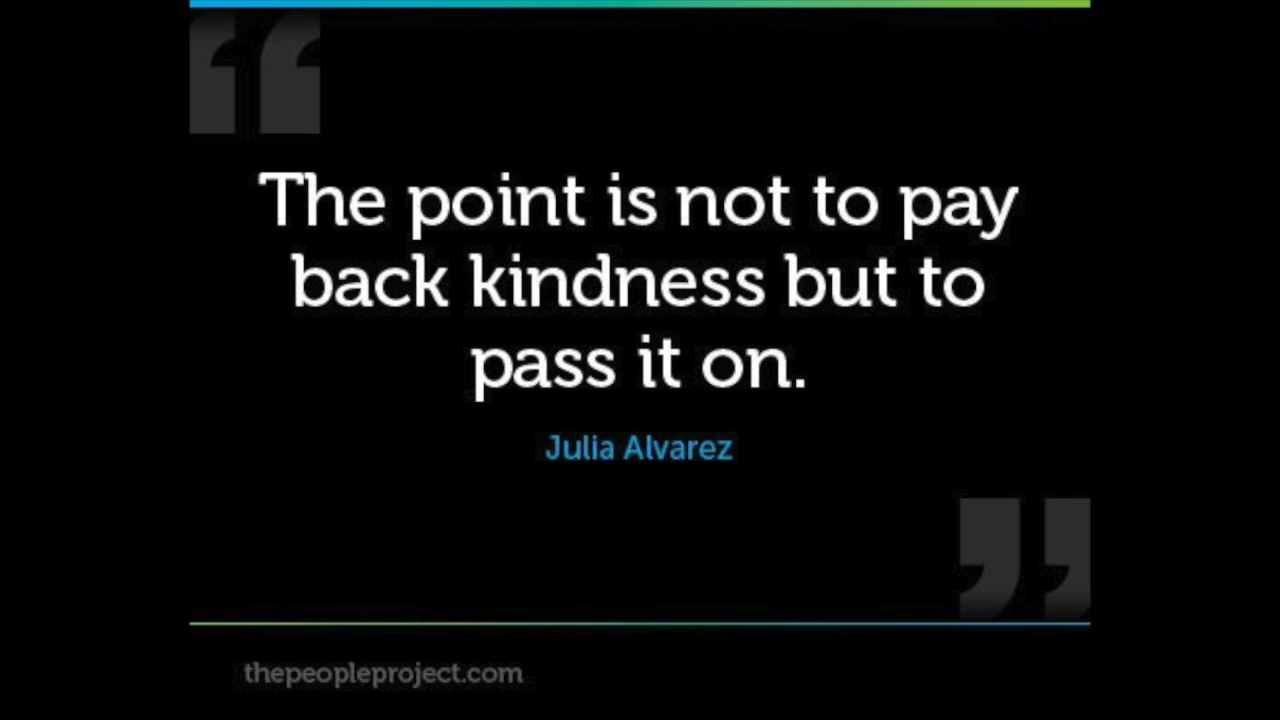 The point is not to pay
back kindness but to
pass it on.
Julia Alvarez
thepeopleproject.com